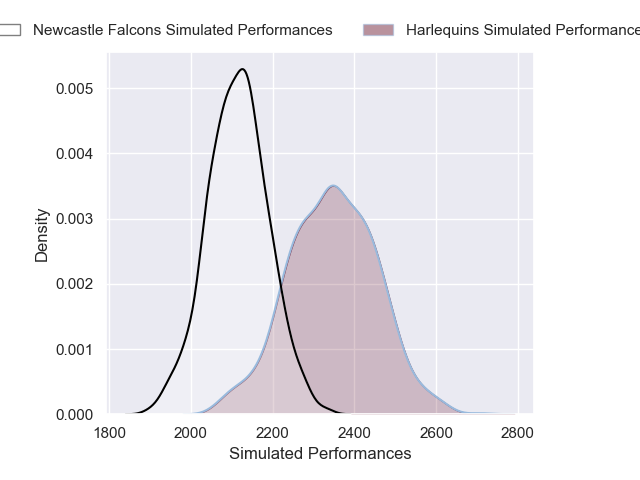 Newcastle Falcons Simulated Performances Harlequins Simulated Performance
0.005
0.004
0.003
0.002
0.001
0.000
Density
1800 2000 2200 2400 2600 2800
Simulated Performances